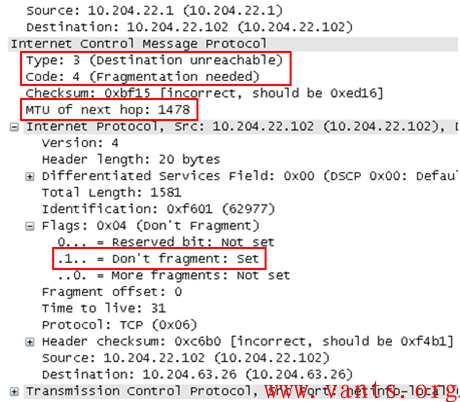 Source: 10.204.22.1 (10.204.22.1)
Destination: 10.204.22.102 (10.204.22.102)
Internet Control Message Protocol
Type: 3 (Destination unreachable)
Code: 4 (Fragmentation needed)
Checksum: 0xbf15 [incorrect, should be 0xed16]
MTU of next hop: 1478
Internet Protocol, Src: 10.204.22.102 (10.204.22.102), D
Version: 4
Header length: 20 bytes
Differentiated Services Field: 0x00 (DSCP 0x00: Defau
Total Length: 1581
Identification: 0xf601 (62977)
Flags: 0x04 (Don't Fragment)
0... = Reserved bit: Not set
.1.. = Don't fragment: Set
..0. = More fragments: Not set
Fragment offset: 0
Time to live: 31
Protocol: TCP (0x06)
Header checksum: 0xc6b0 [incorrect, should be 0xf4b1]
Source: 10.204.22.102 (10.204.22.102)
Destination: 10.204.63.26 (10.204.63.26)
Transmission Control Protocol,
www.vants.org